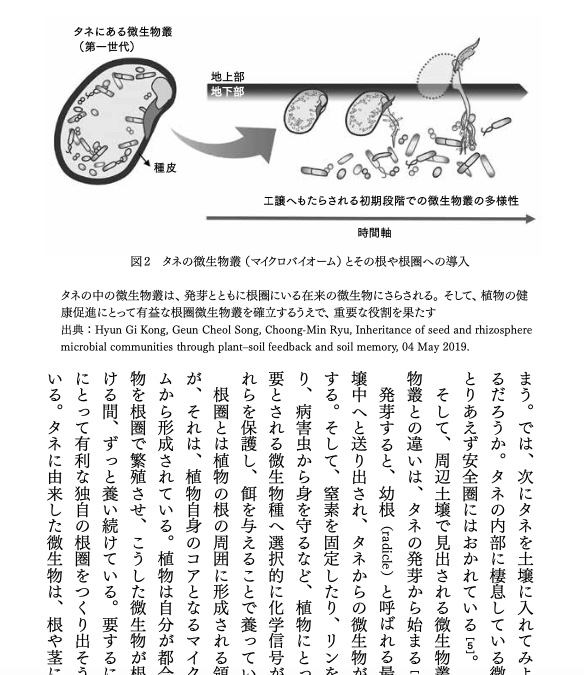 タネにある微生物叢
（第一世代）
地上部
地下部
種皮
工譲へもたらされる初期段階での微生物叢の多様性
時間軸
図2　タネの微生物叢（マイクロバイオーム）とその根や根圏への導入
タネの中の微生物叢は、発芽とともに根圏にいる在来の微生物にさらされる。そして、植物の健
康促進にとって有益な根圏微生物叢を確立するうえで、重要な役割を果たす
出典：Hyun Gi Kong, Geun Cheol Song, Choong-Min Ryu, Inheritance of seed and rhizosphere
microbial communities through plant–soil feedback and soil memory, 04 May 2019.
まう。では、次にタネを土壌に入れてみよ
るだろうか。タネの内部に棲息している微
とりあえず安全圏にはおかれている[5]。
そして、周辺土壌で見出される微生物叢
物叢との違いは、タネの発芽から始まる[
発芽すると、幼根（radicle）と呼ばれる最
壌中へと送り出され、タネからの微生物が
する。そして、窒素を固定したり、リンを
り、病害虫から身を守るなど、植物にとっ
要とされる微生物種へ選択的に化学信号が
れらを保護し、餌を与えることで養ってい
根圏とは植物の根の周囲に形成される領
が、それは、植物自身のコアとなるマイク
ムから形成されている。植物は自分が都合
物を根圏で繁殖させ、こうした微生物が根
ける間、ずっと養い続けている。要するに
にとって有利な独自の根圏をつくり出そう
いる。タネに由来した微生物は、根や茎に